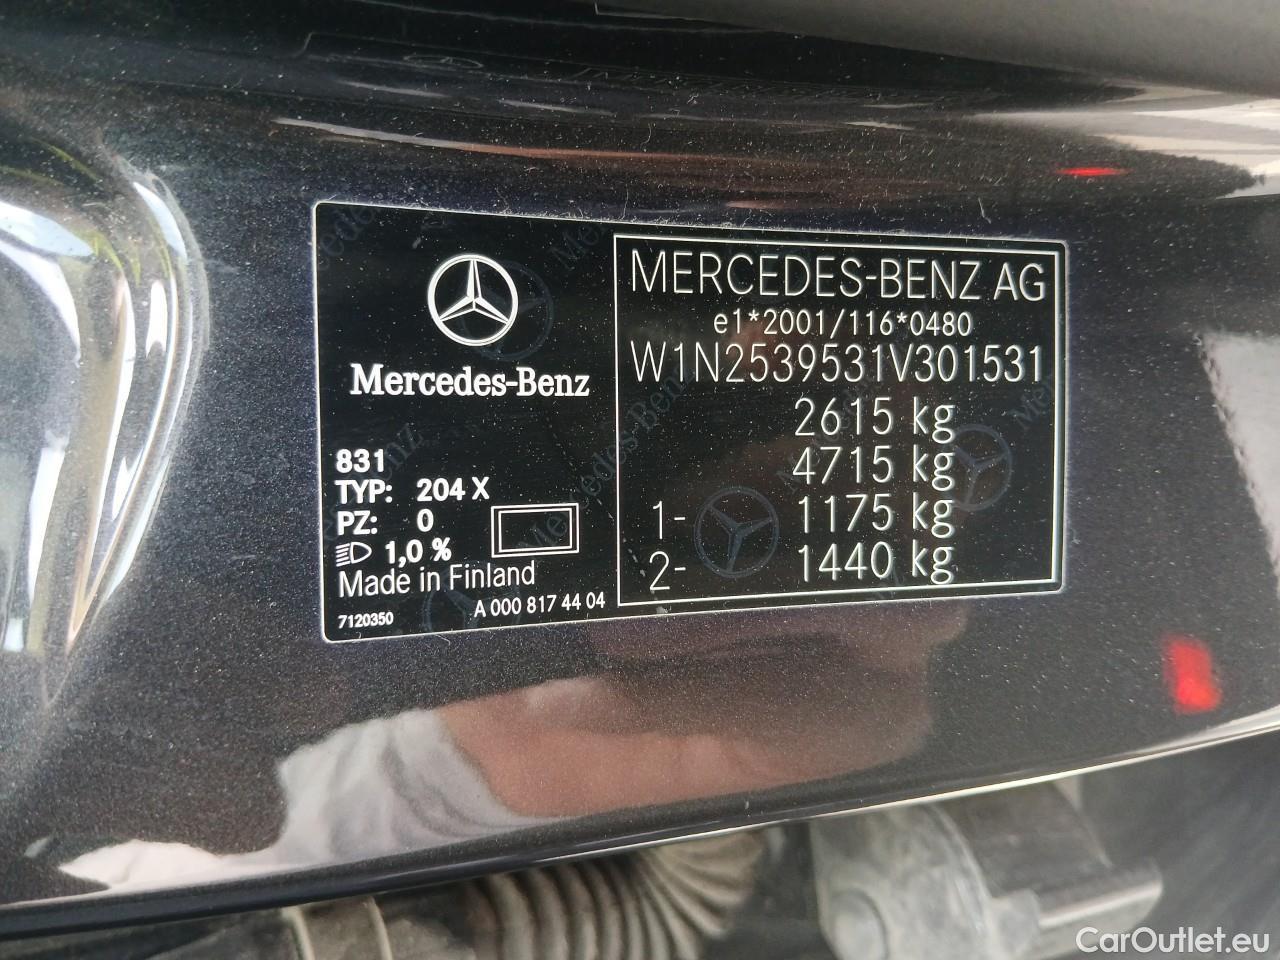 Mercedes-Benz
831
TYP: 204 X
PZ: 0
1,0 %
Made in Finland
7120350
A 000 817 44 04
MERCEDES-BENZ AG
e1*2001/116*0480
W1N2539531V301531
2615 kg
4715 kg
1- 1175 kg
2- 1440 kg
CarOutlet.eu